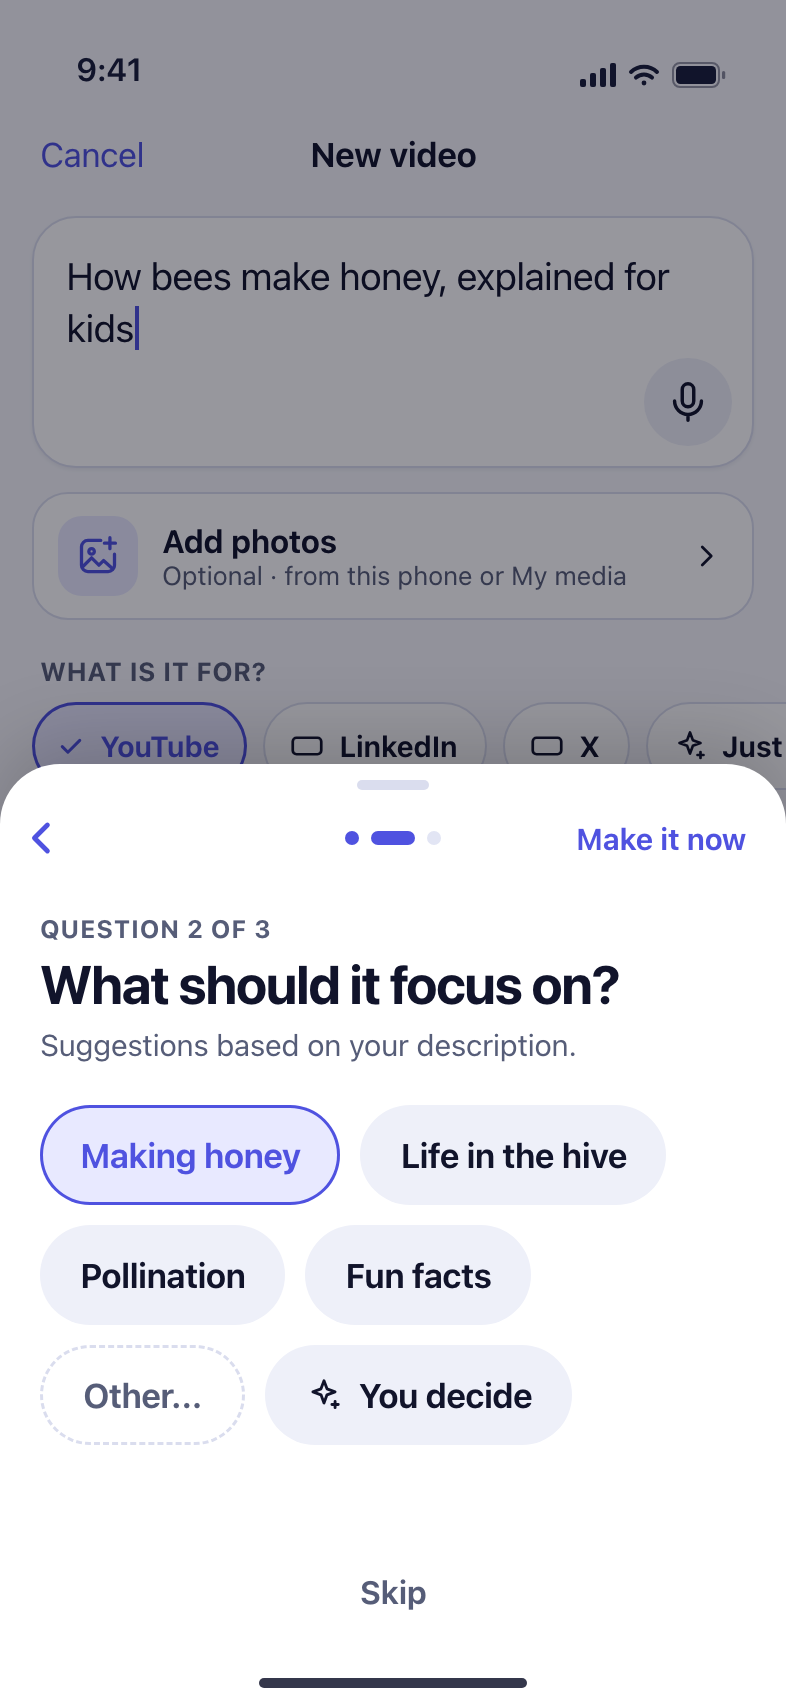 9:41
Cancel
New video
How bees make honey, explained for
kids
Add photos
Optional · from this phone or My media
WHAT IS IT FOR?
YouTube
LinkedIn
X
Just
Make it now
QUESTION 2 OF 3
What should it focus on?
Suggestions based on your description.
Making honey
Life in the hive
Pollination
Fun facts
Other...
You decide
Skip